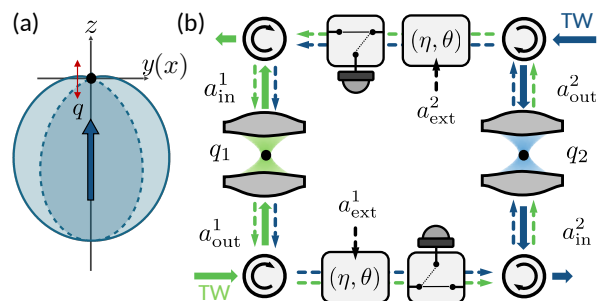 (a)
z
y(x)
q
(b)
TW
(η, θ)
a¹ᵢₙ
a²ₑₓₜ
a²ₒᵤₜ
q₁
q₂
a¹ₒᵤₜ
a¹ₑₓₜ
a²ᵢₙ
(η, θ)
TW